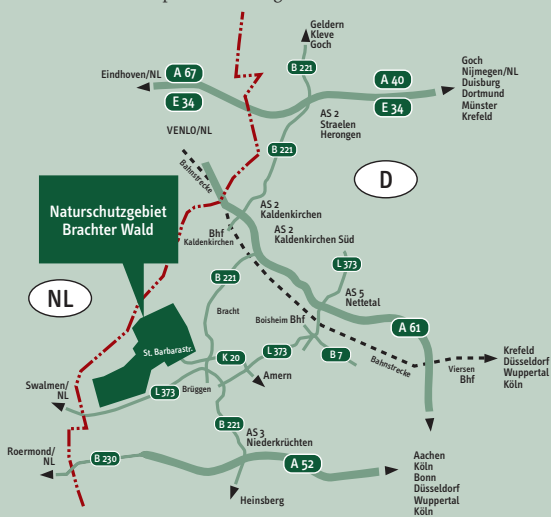 Geldern
Kleve
Goch
B 221
Eindhoven/NL
A 67
E 34
A 40
E 34
Goch
Nijmegen/NL
Duisburg
Dortmund
Münster
Krefeld
AS 2
Straelen
Herongen
VENLO/NL
B 221
Bahnstrecke
D
Naturschutzgebiet
Brachter Wald
AS 2
Kaldenkirchen
Bhf
Kaldenkirchen
AS 2
Kaldenkirchen Süd
L 373
NL
B 221
Bracht
AS 5
Nettetal
A 61
Boisheim Bhf
St. Barbarastr.
K 20
L 373
B 7
Bahnstrecke
Viersen
Bhf
Krefeld
Düsseldorf
Wuppertal
Köln
Amern
Swalmen/
NL
L 373
Brüggen
B 221
AS 3
Niederkrüchten
Roermond/
NL
B 230
A 52
Heinsberg
Aachen
Köln
Bonn
Düsseldorf
Wuppertal
Köln